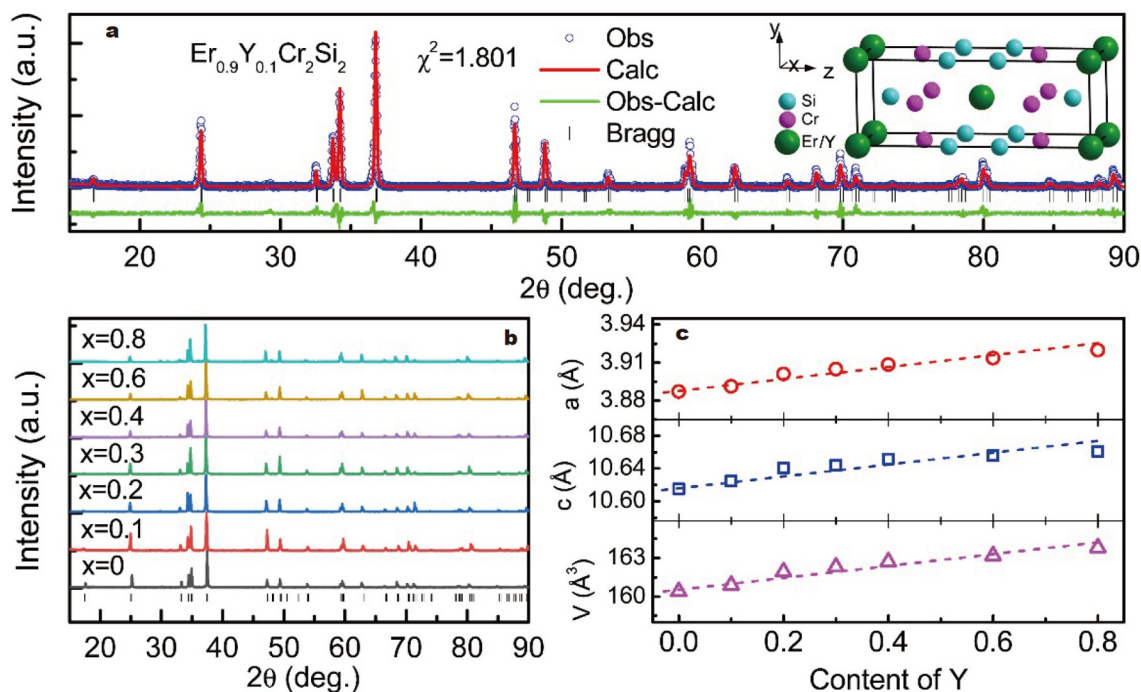 a
Er0.9Y0.1Cr2Si2
χ²=1.801
Obs
Calc
Obs-Calc
Bragg
y
x
z
Si
Cr
Er/Y
Intensity (a.u.)
20 30 40 50 60 70 80 90
2θ (deg.)
b
x=0.8
x=0.6
x=0.4
x=0.3
x=0.2
x=0.1
x=0
Intensity (a.u.)
20 30 40 50 60 70 80 90
2θ (deg.)
c
3.94
3.91
3.88
a (Å)
10.68
10.64
10.60
c (Å)
163
160
V (Å³)
0.0 0.2 0.4 0.6 0.8
Content of Y